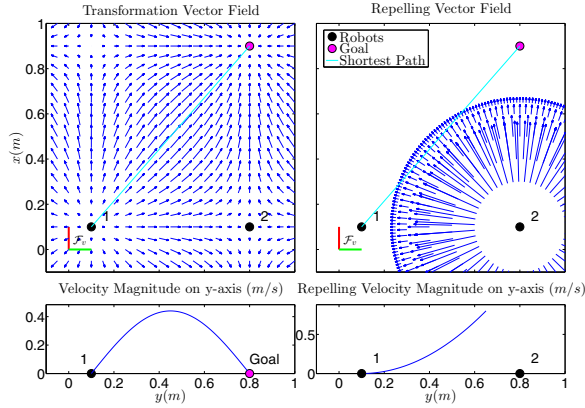 Transformation Vector Field
Repelling Vector Field
1
0.8
0.6
0.4
0.2
0
x(m)
1
2
F_v
Robots
Goal
Shortest Path
1
2
F_v
Velocity Magnitude on y-axis (m/s)
Repelling Velocity Magnitude on y-axis (m/s)
0.4
0.2
0
1
Goal
0 0.2 0.4 0.6 0.8 1
y(m)
0.5
0
1
2
0 0.2 0.4 0.6 0.8 1
y(m)